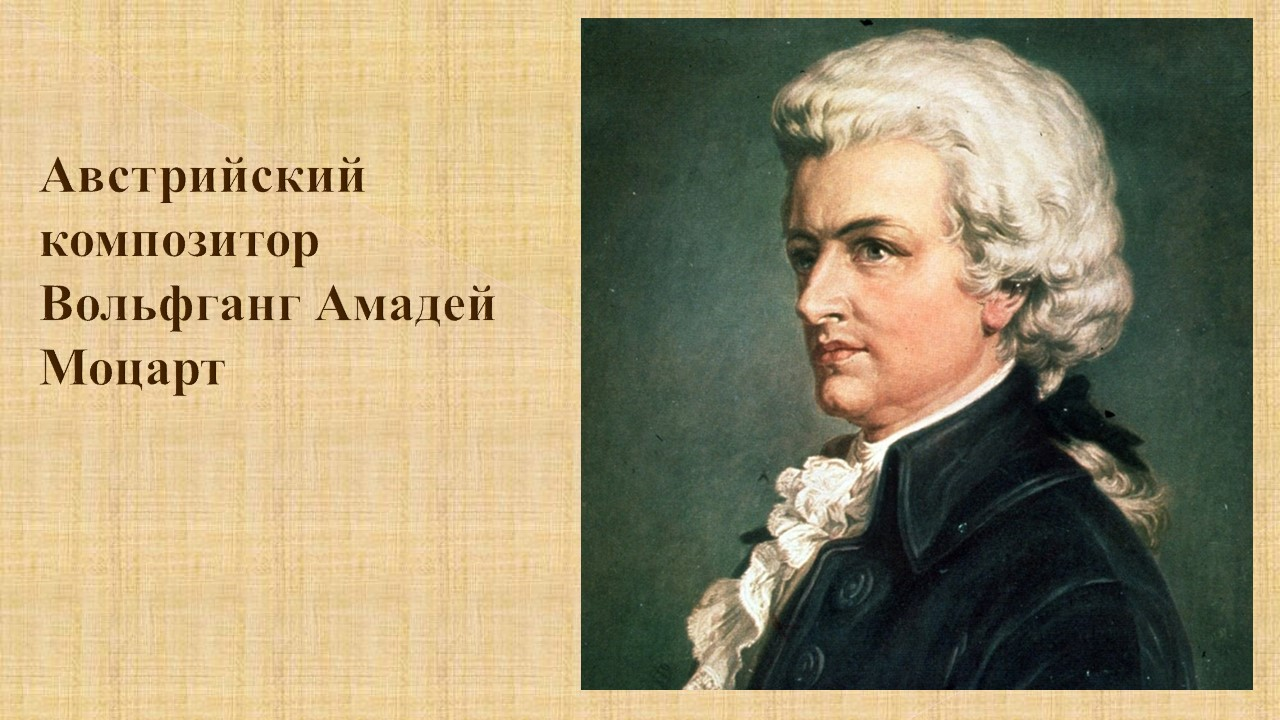 Австрийский
композитор
Вольфганг Амадей
Моцарт